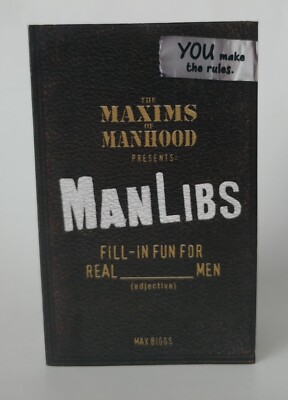 YOU make
the rules.
THE
MAXIMS
OF
MANHOOD
PRESENTS:
MANLIBS
FILL-IN FUN FOR
REAL __________ MEN
(adjective)
MAX BIGGS